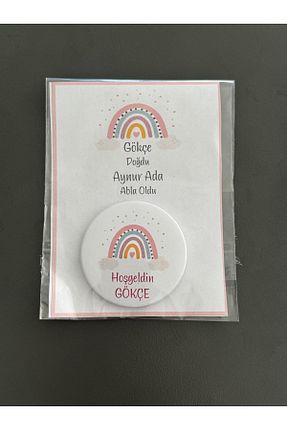 Gökçe
Doğdu
Aynur Ada
Abla Oldu
Hoşgeldin
GÖKÇE